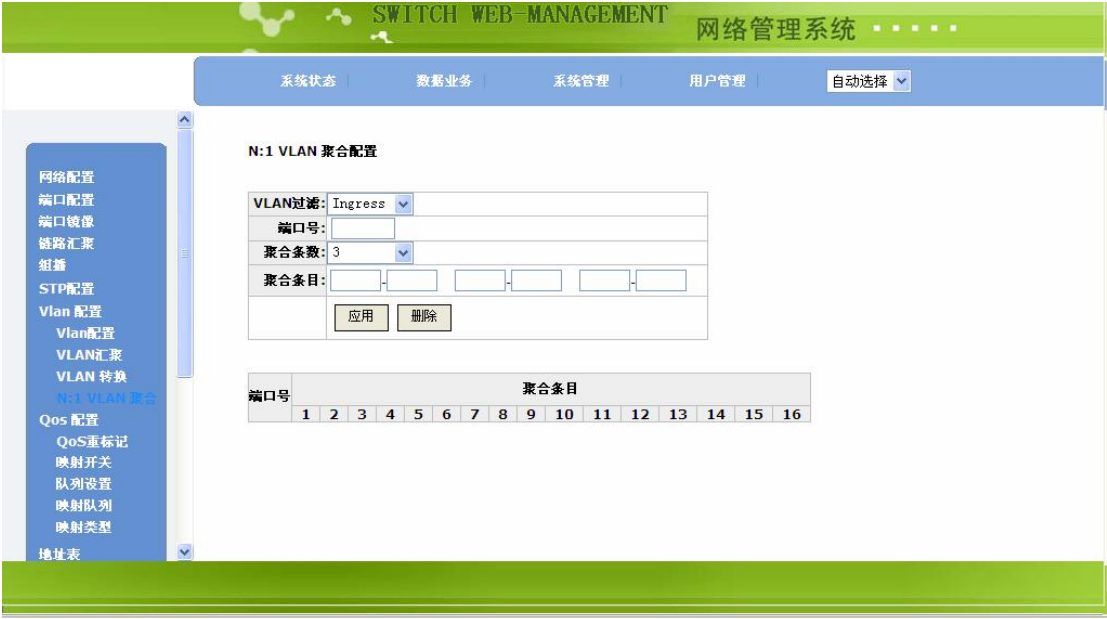 SWITCH WEB-MANAGEMENT 网络管理系统
系统状态 数据业务 系统管理 用户管理 自动选择
网络配置
端口配置
端口镜像
链路汇聚
组播
STP配置
Vlan 配置
Vlan配置
VLAN汇聚
VLAN 转换
N:1 VLAN 聚合
Qos 配置
QoS重标记
映射开关
队列设置
映射队列
映射类型
地址表
N:1 VLAN 聚合配置
VLAN过滤: Ingress
端口号:
聚合条数: 3
聚合条目: - - -
应用 删除
端口号 聚合条目
1 2 3 4 5 6 7 8 9 10 11 12 13 14 15 16